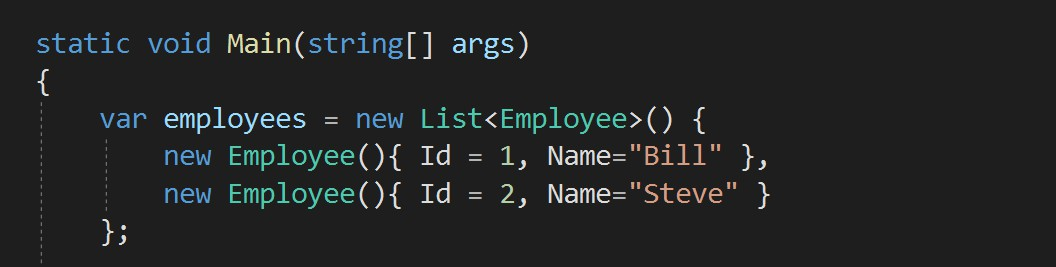 static void Main(string[] args)
{
    var employees = new List<Employee>() {
        new Employee(){ Id = 1, Name="Bill" },
        new Employee(){ Id = 2, Name="Steve" }
    };